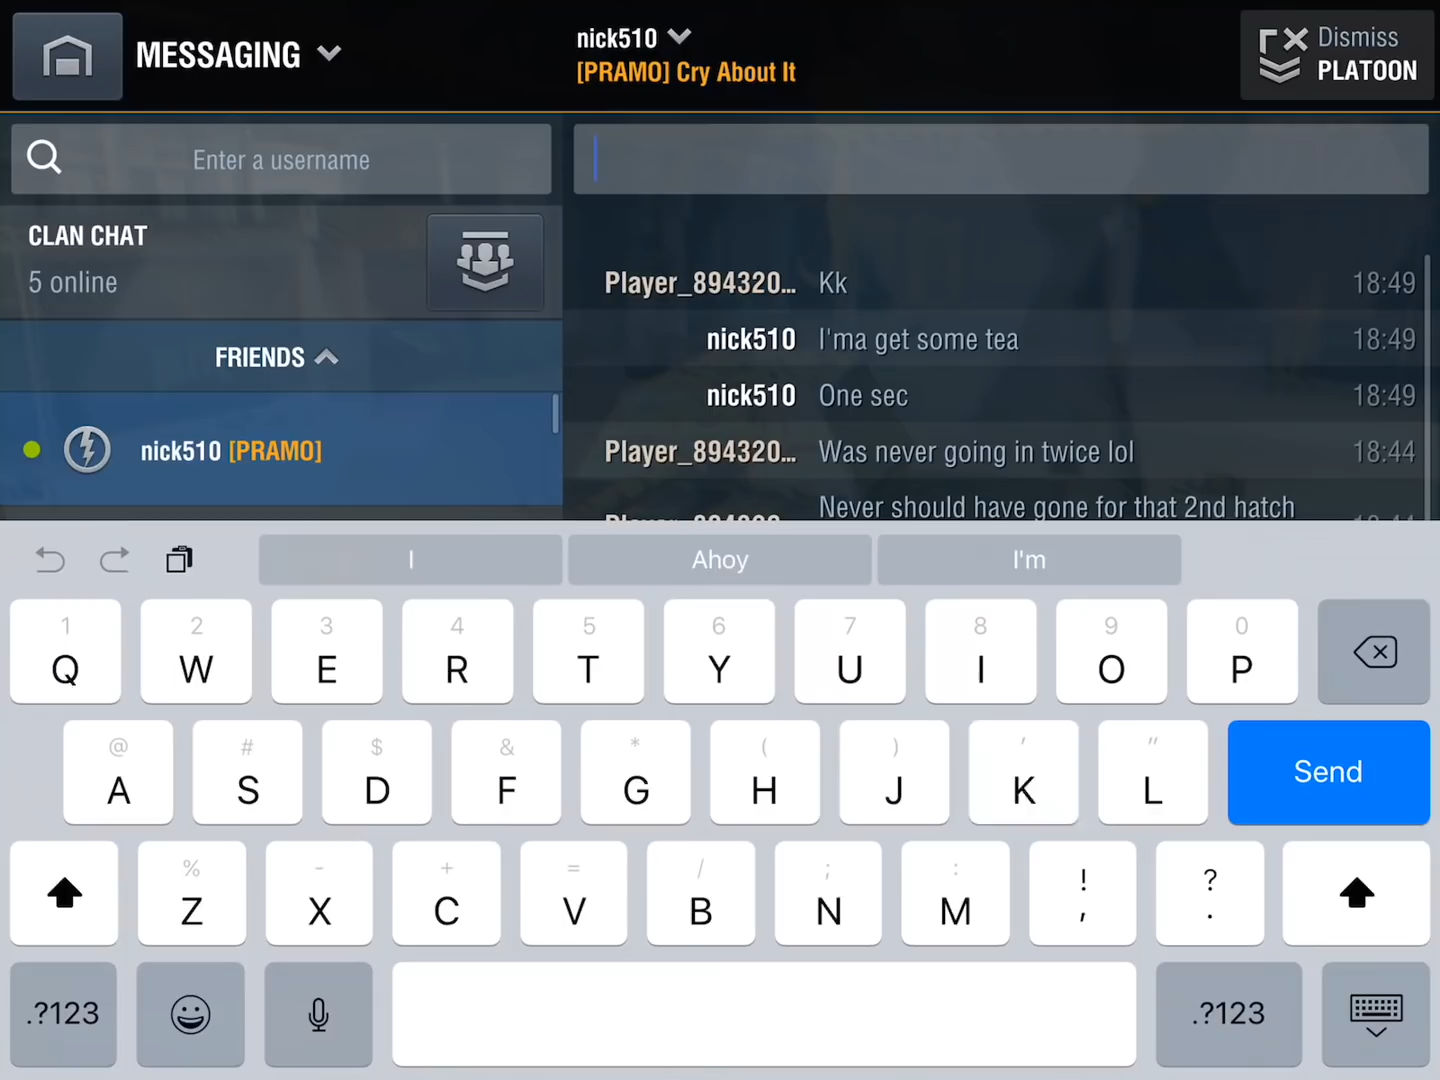 MESSAGING
nick510
[PRAMO] Cry About It
Dismiss
PLATOON
Enter a username
CLAN CHAT
5 online
FRIENDS
nick510 [PRAMO]
Player_894320... Kk 18:49
nick510 I'ma get some tea 18:49
nick510 One sec 18:49
Player_894320... Was never going in twice lol 18:44
Never should have gone for that 2nd hatch
I Ahoy I'm
1 2 3 4 5 6 7 8 9 0
Q W E R T Y U I O P
@ # $ & * ( ) ' "
A S D F G H J K L Send
% - + = / ; : ! ?
Z X C V B N M , .
.?123 .?123